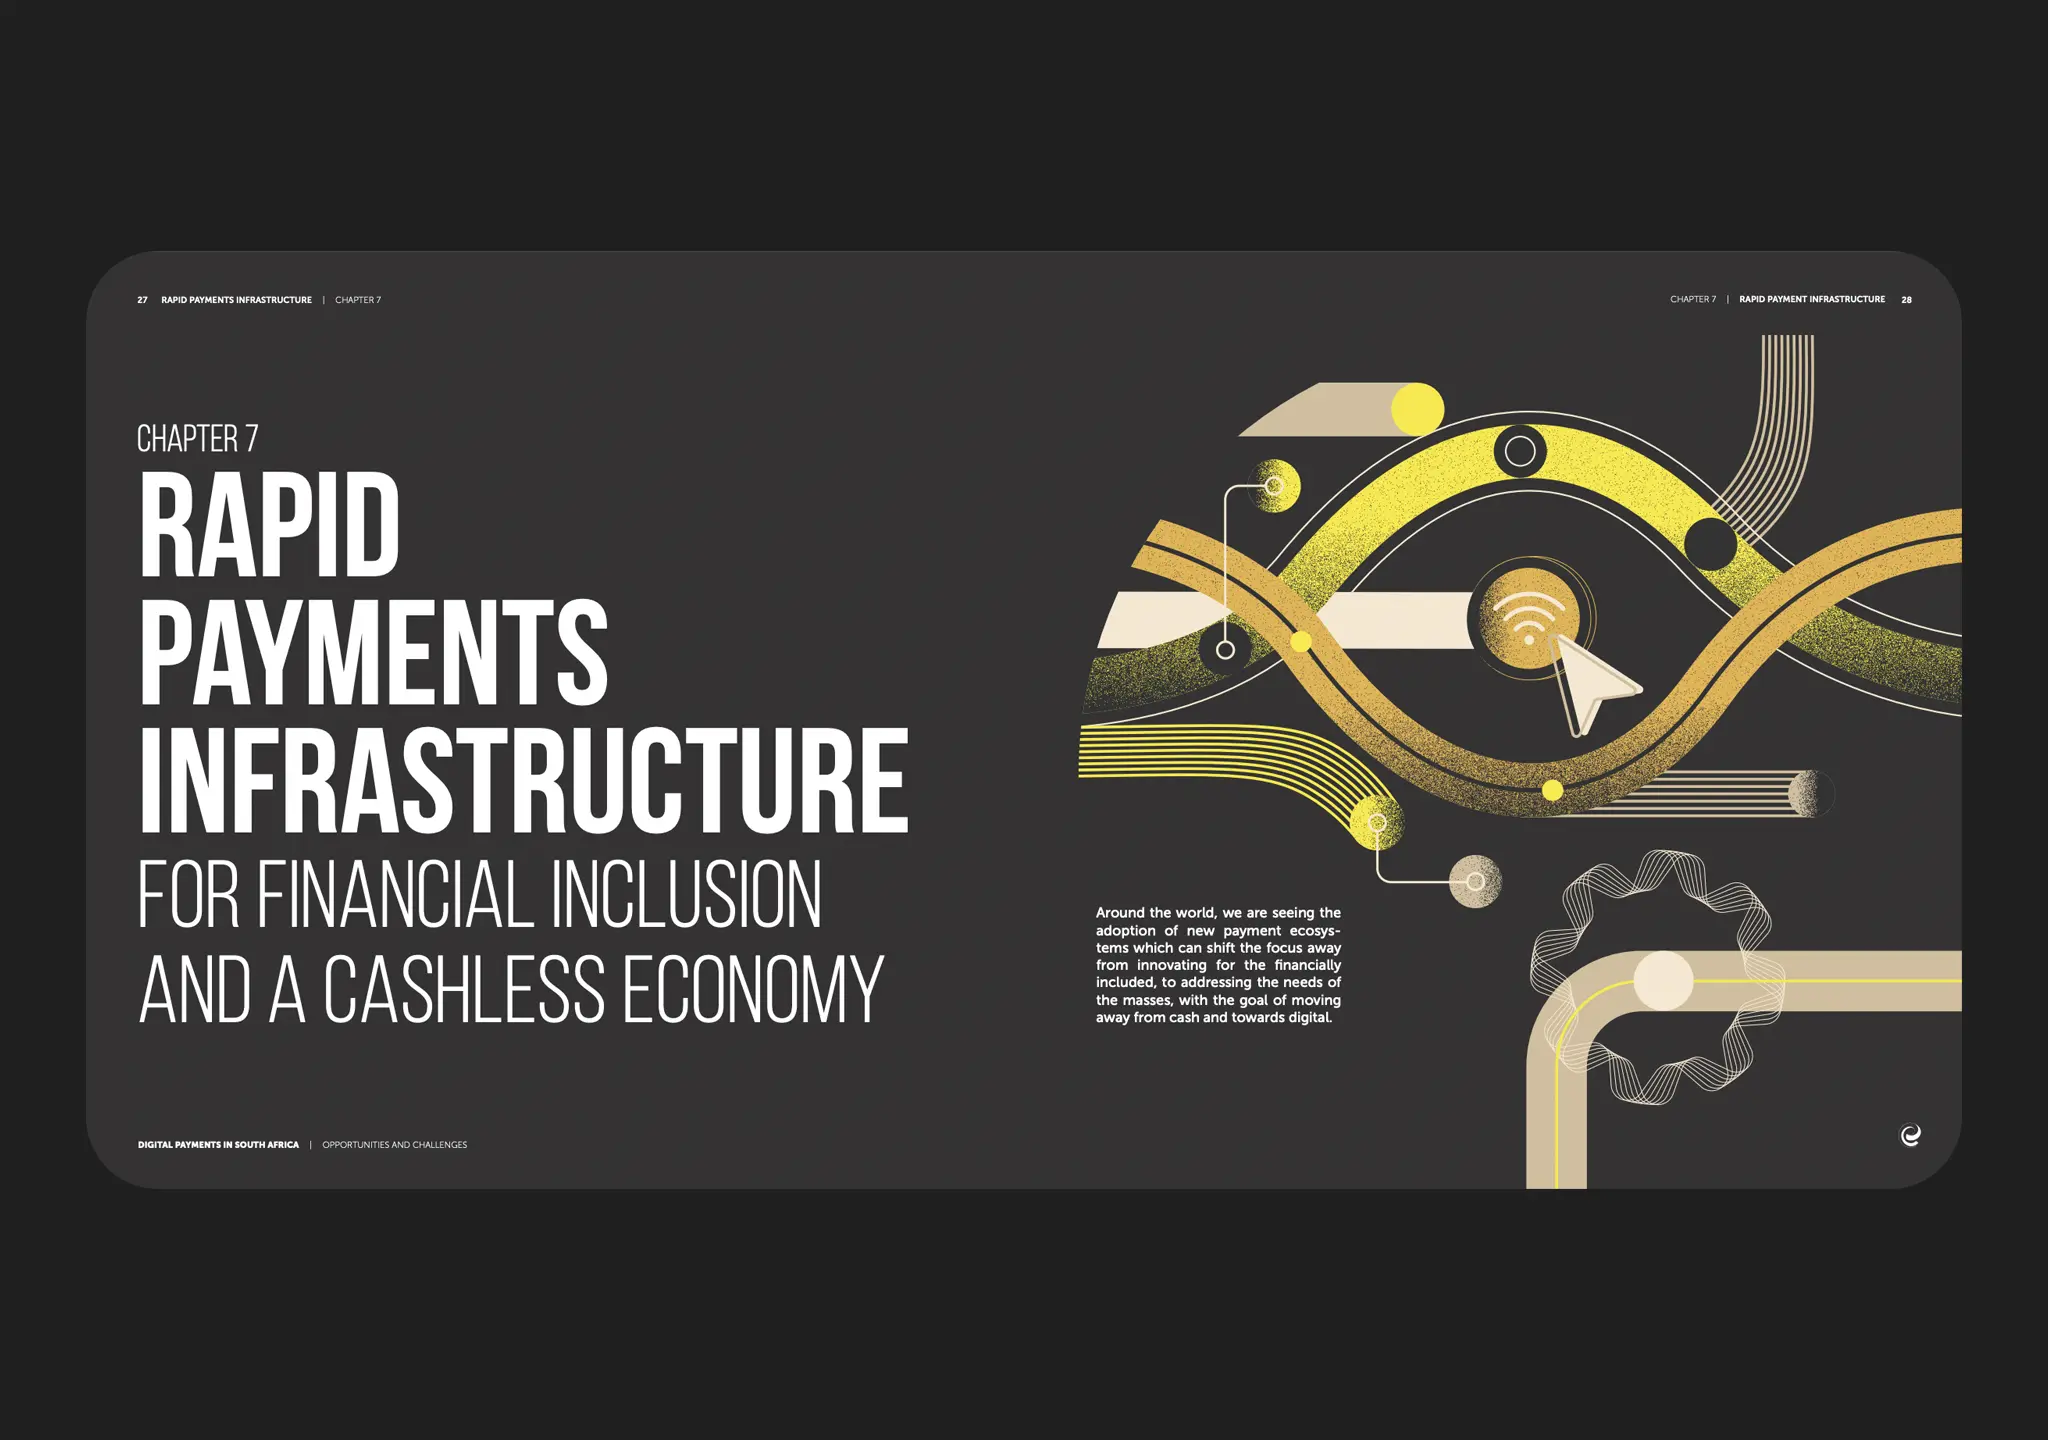 27 RAPID PAYMENTS INFRASTRUCTURE | CHAPTER 7
CHAPTER 7 | RAPID PAYMENT INFRASTRUCTURE 28
CHAPTER 7
RAPID
PAYMENTS
INFRASTRUCTURE
FOR FINANCIAL INCLUSION
AND A CASHLESS ECONOMY
Around the world, we are seeing the
adoption of new payment ecosys-
tems which can shift the focus away
from innovating for the financially
included, to addressing the needs of
the masses, with the goal of moving
away from cash and towards digital.
DIGITAL PAYMENTS IN SOUTH AFRICA | OPPORTUNITIES AND CHALLENGES